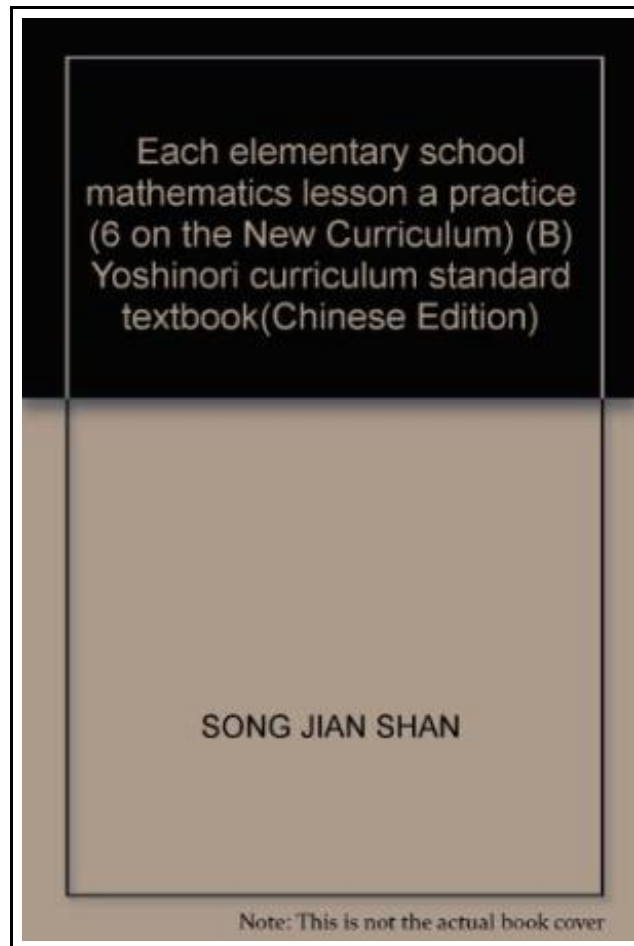 Each elementary school
mathematics lesson a practice
(6 on the New Curriculum) (B)
Yoshinori curriculum standard
textbook(Chinese Edition)
SONG JIAN SHAN
Note: This is not the actual book cover